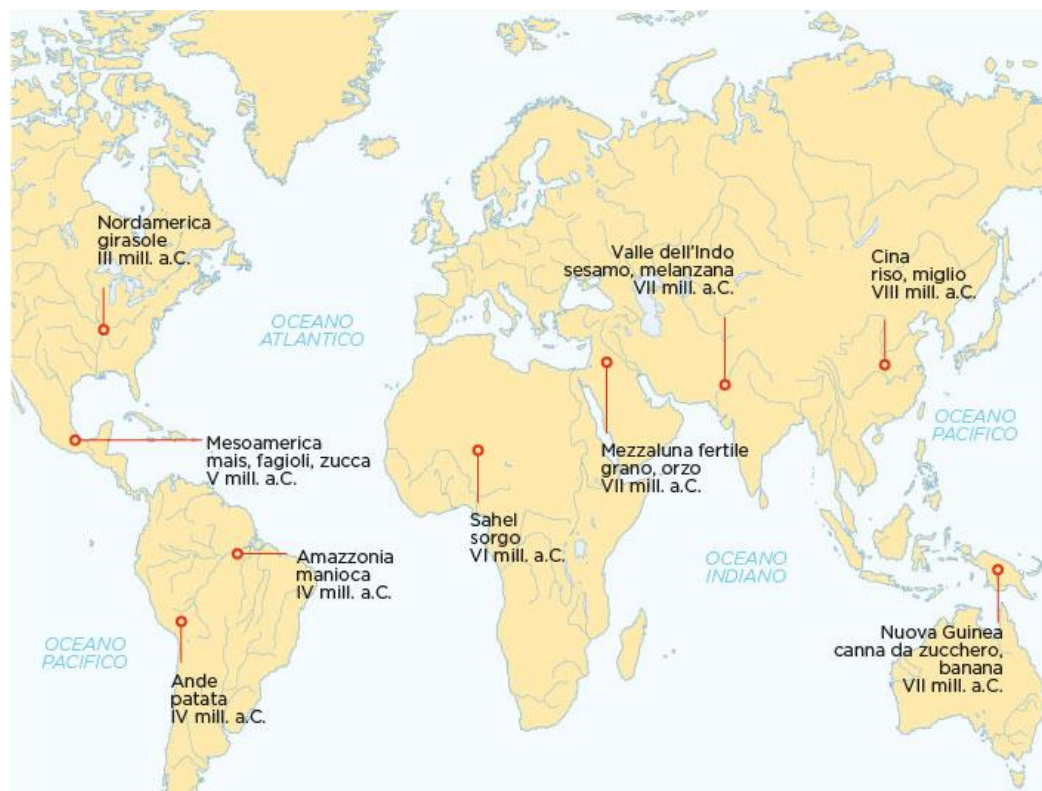 Nordamerica
girasole
III mill. a.C.
Valle dell'Indo
sesamo, melanzana
VII mill. a.C.
Cina
riso, miglio
VIII mill. a.C.
OCEANO
ATLANTICO
OCEANO
PACIFICO
Mesoamerica
mais, fagioli, zucca
V mill. a.C.
Mezzaluna fertile
grano, orzo
VII mill. a.C.
Sahel
sorgo
VI mill. a.C.
Amazzonia
manioca
IV mill. a.C.
OCEANO
INDIANO
OCEANO
PACIFICO
Nuova Guinea
canna da zucchero,
banana
VII mill. a.C.
Ande
patata
IV mill. a.C.